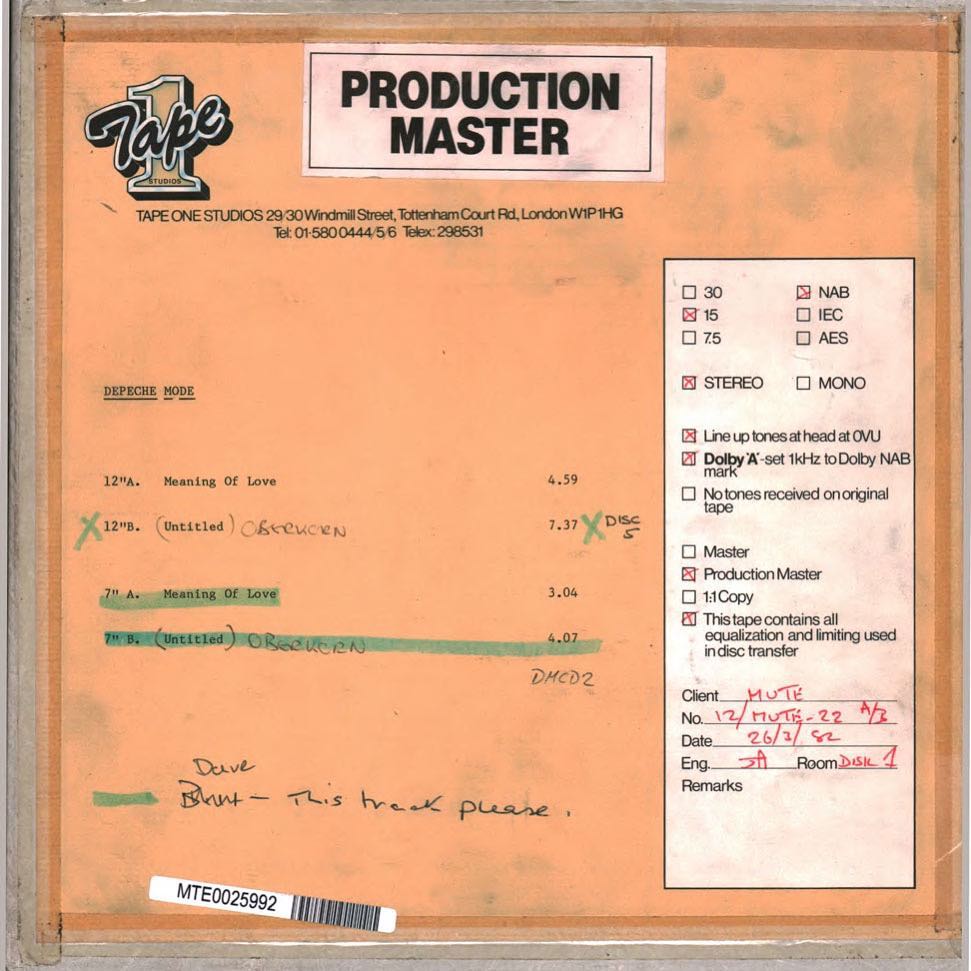 Tape 1
STUDIOS
PRODUCTION
MASTER
TAPE ONE STUDIOS 29/30 Windmill Street, Tottenham Court Rd, London W1P 1HG
Tel: 01-580 0444/5/6 Telex: 298531
DEPECHE MODE
12"A. Meaning Of Love 4.59
X 12"B. (Untitled) OBERKERN 7.37 X DISC 5
7" A. Meaning Of Love 3.04
7" B. (Untitled) OBERKERN 4.07
DMCD2
Dave
— This track please.
MTE0025992
30 NAB
15 IEC
7.5 AES
STEREO MONO
Line up tones at head at 0VU
Dolby 'A'-set 1kHz to Dolby NAB
mark
No tones received on original
tape
Master
Production Master
1:1 Copy
This tape contains all
equalization and limiting used
in disc transfer
Client MUTE
No. 12/MUTE-22 A/B
Date 26/3/82
Eng. JA Room DISK 1
Remarks